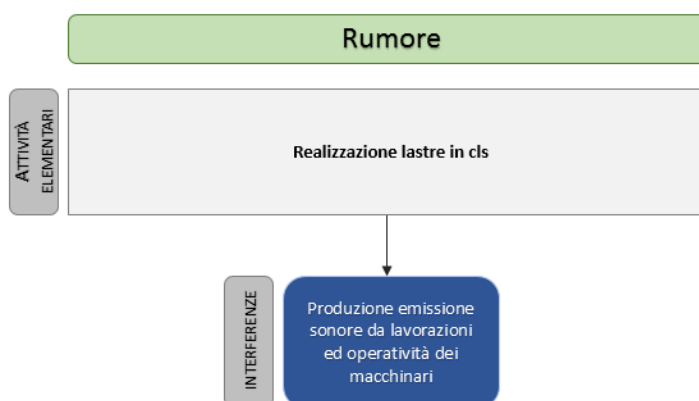 Rumore
ATTIVITÀ
ELEMENTARI
Realizzazione lastre in cls
INTERFERENZE
Produzione emissione
sonore da lavorazioni
ed operatività dei
macchinari